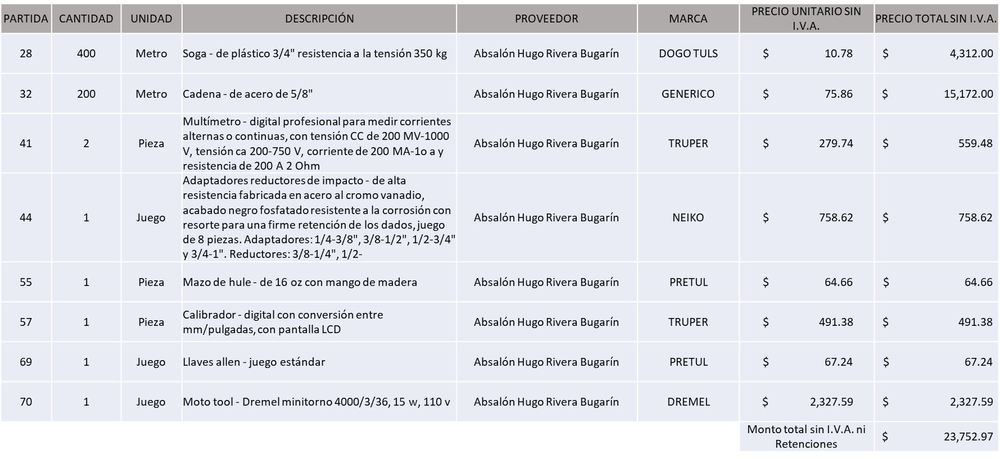 PARTIDA CANTIDAD UNIDAD DESCRIPCIÓN PROVEEDOR MARCA PRECIO UNITARIO SIN I.V.A. PRECIO TOTAL SIN I.V.A.
28 400 Metro Soga - de plástico 3/4" resistencia a la tensión 350 kg Absalón Hugo Rivera Bugarín DOGO TULS $ 10.78 $ 4,312.00
32 200 Metro Cadena - de acero de 5/8" Absalón Hugo Rivera Bugarín GENERICO $ 75.86 $ 15,172.00
41 2 Pieza
Multímetro - digital profesional para medir corrientes
alternas o continuas, con tensión CC de 200 MV-1000
V, tensión ca 200-750 V, corriente de 200 MA-1o a y
resistencia de 200 A 2 Ohm
Absalón Hugo Rivera Bugarín TRUPER $ 279.74 $ 559.48
44 1 Juego
Adaptadores reductores de impacto - de alta
resistencia fabricada en acero al cromo vanadio,
acabado negro fosfatado resistente a la corrosión con
resorte para una firme retención de los dados, juego
de 8 piezas. Adaptadores: 1/4-3/8", 3/8-1/2", 1/2-3/4"
y 3/4-1". Reductores: 3/8-1/4", 1/2-
Absalón Hugo Rivera Bugarín NEIKO $ 758.62 $ 758.62
55 1 Pieza Mazo de hule - de 16 oz con mango de madera Absalón Hugo Rivera Bugarín PRETUL $ 64.66 $ 64.66
57 1 Pieza
Calibrador - digital con conversión entre
mm/pulgadas, con pantalla LCD
Absalón Hugo Rivera Bugarín TRUPER $ 491.38 $ 491.38
69 1 Juego Llaves allen - juego estándar Absalón Hugo Rivera Bugarín PRETUL $ 67.24 $ 67.24
70 1 Juego Moto tool - Dremel minitorno 4000/3/36, 15 w, 110 v Absalón Hugo Rivera Bugarín DREMEL $ 2,327.59 $ 2,327.59
Monto total sin I.V.A. ni
Retenciones
$ 23,752.97